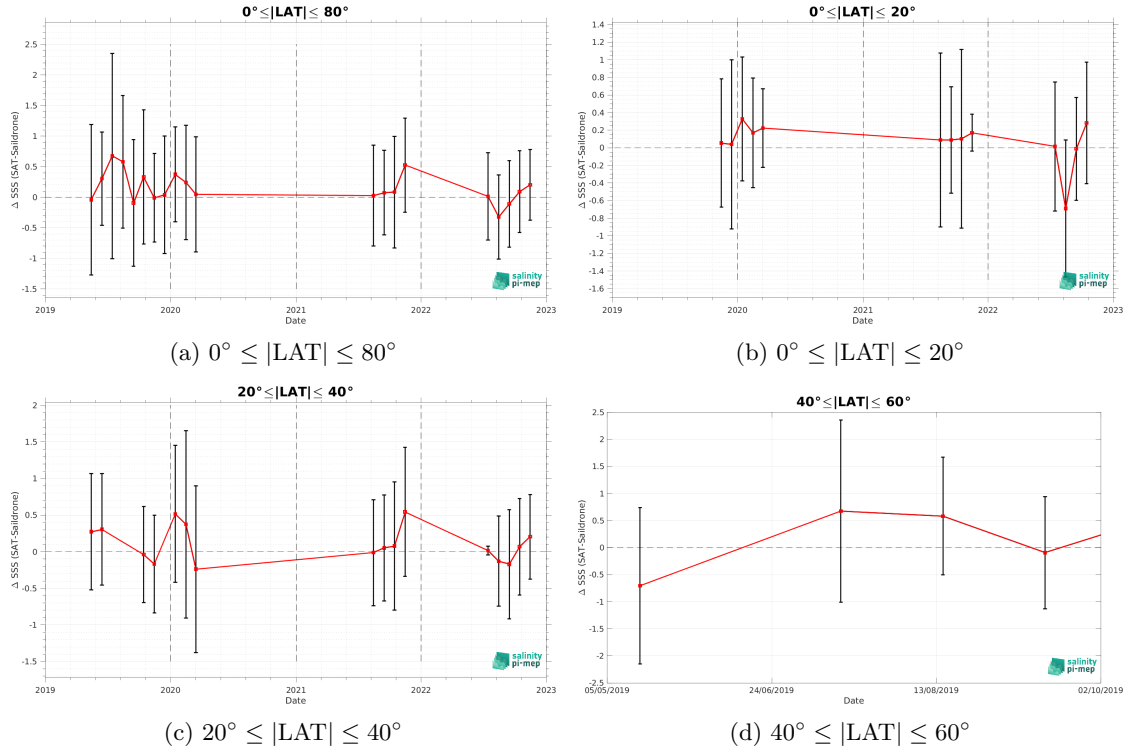 0°≤|LAT|≤ 80°
Δ SSS (SAT-Saildrone)
2.5
2
1.5
1
0.5
0
-0.5
-1
-1.5
2019
2020
2021
2022
2023
Date
salinity
pi-mep
(a) 0° ≤ |LAT| ≤ 80°
0°≤|LAT|≤ 20°
Δ SSS (SAT-Saildrone)
1.4
1.2
1
0.8
0.6
0.4
0.2
0
-0.2
-0.4
-0.6
-0.8
-1
-1.2
-1.4
-1.6
2019
2020
2021
2022
2023
Date
salinity
pi-mep
(b) 0° ≤ |LAT| ≤ 20°
20°≤|LAT|≤ 40°
Δ SSS (SAT-Saildrone)
2
1.5
1
0.5
0
-0.5
-1
-1.5
2019
2020
2021
2022
2023
Date
salinity
pi-mep
(c) 20° ≤ |LAT| ≤ 40°
40°≤|LAT|≤ 60°
Δ SSS (SAT-Saildrone)
2.5
2
1.5
1
0.5
0
-0.5
-1
-1.5
-2
-2.5
05/05/2019
24/06/2019
13/08/2019
02/10/2019
Date
salinity
pi-mep
(d) 40° ≤ |LAT| ≤ 60°